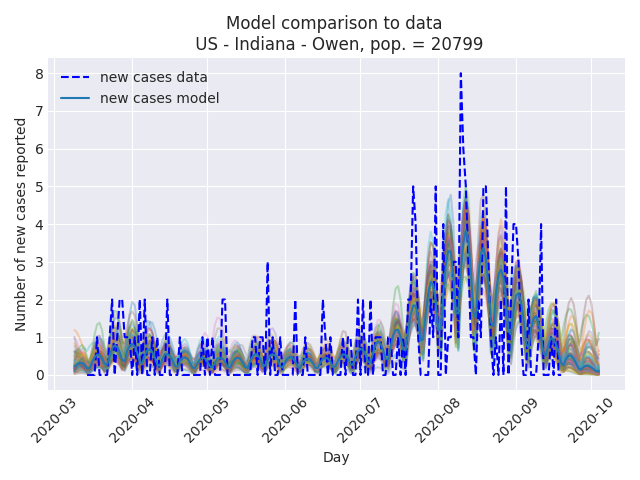 Model comparison to data
US - Indiana - Owen, pop. = 20799
Number of new cases reported
8
7
6
5
4
3
2
1
0
new cases data
new cases model
2020-03
2020-04
2020-05
2020-06
2020-07
2020-08
2020-09
2020-10
Day